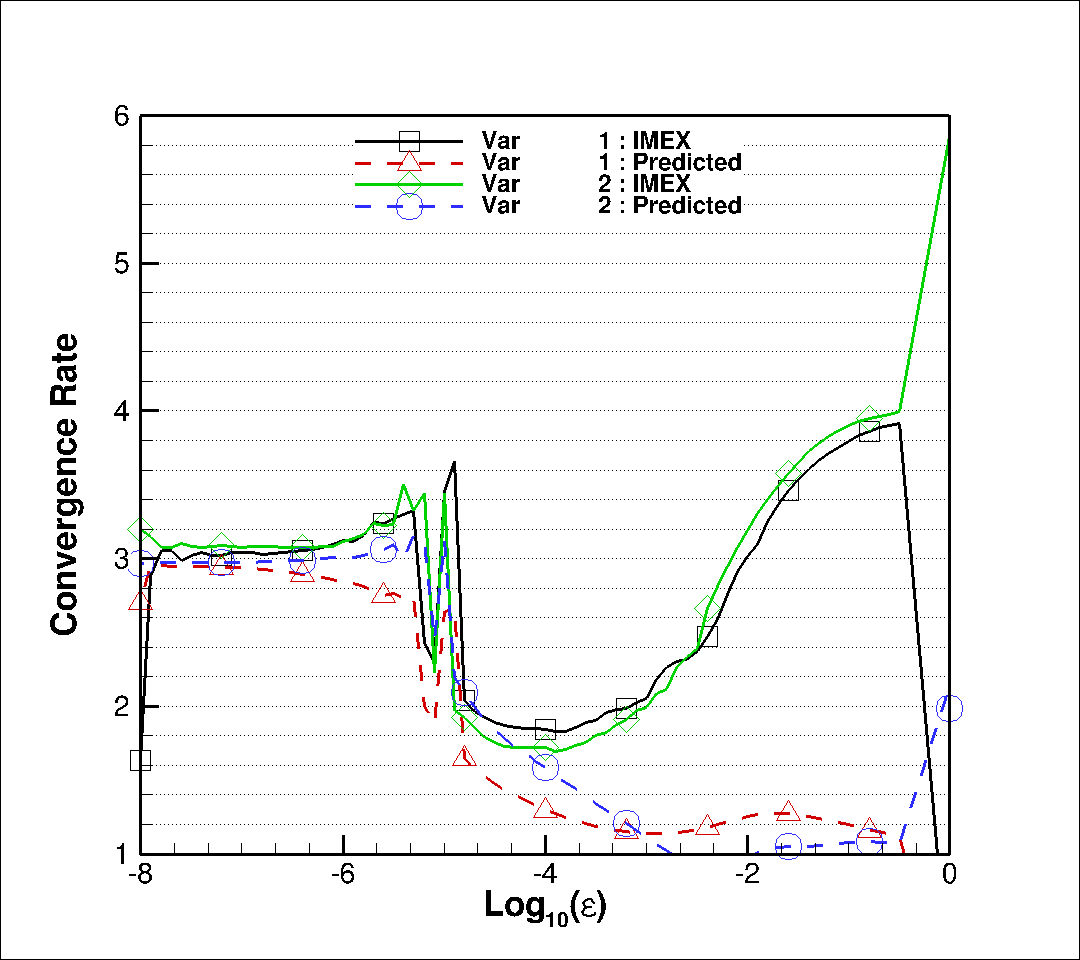 6
5
4
3
2
1
Convergence Rate
Var 1 : IMEX
Var 1 : Predicted
Var 2 : IMEX
Var 2 : Predicted
-8 -6 -4 -2 0
Log₁₀(ε)